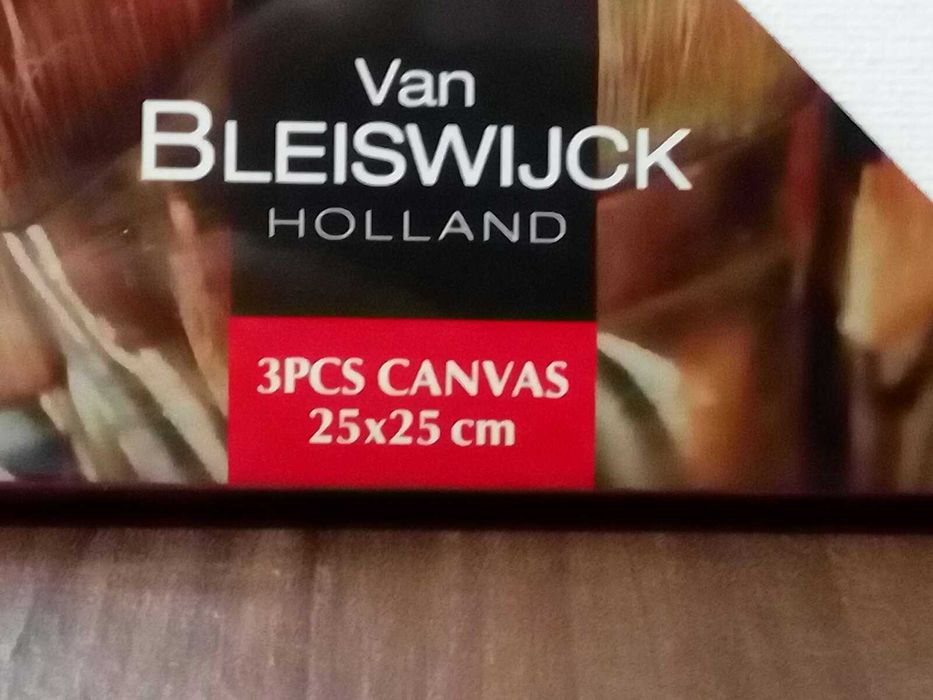 Van
BLEISWIJCK
HOLLAND
3PCS CANVAS
25x25 cm